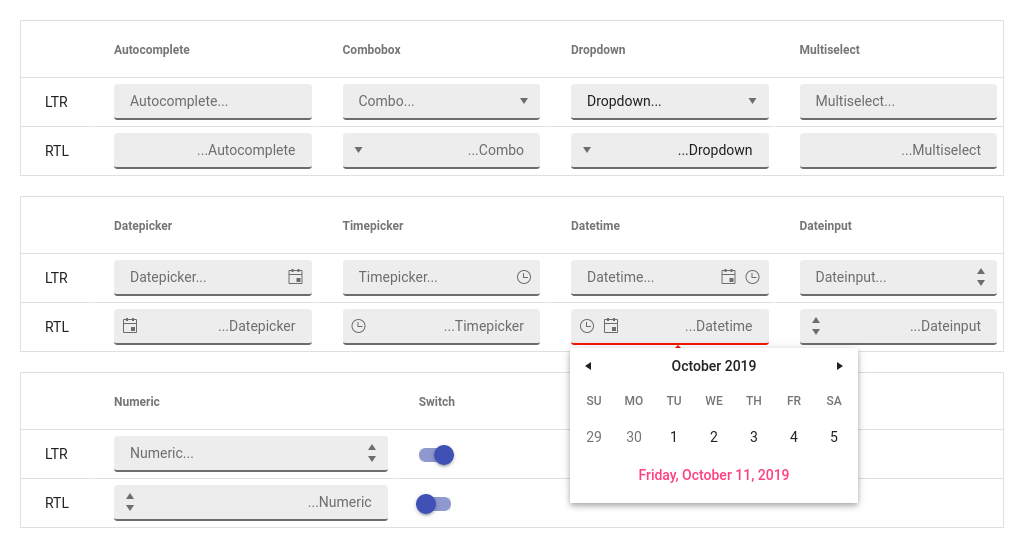 Autocomplete Combobox Dropdown Multiselect
LTR Autocomplete... Combo... Dropdown... Multiselect...
RTL ...Autocomplete ...Combo ...Dropdown ...Multiselect
Datepicker Timepicker Datetime Dateinput
LTR Datepicker... Timepicker... Datetime... Dateinput...
RTL ...Datepicker ...Timepicker ...Datetime ...Dateinput
Numeric Switch
LTR Numeric...
RTL ...Numeric
October 2019
SU MO TU WE TH FR SA
29 30 1 2 3 4 5
Friday, October 11, 2019